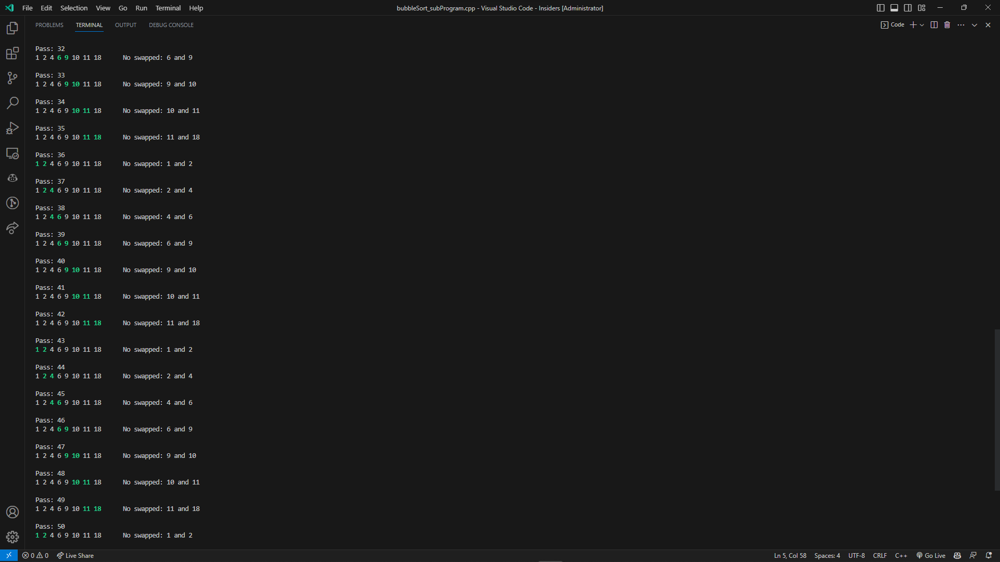 File Edit Selection View Go Run Terminal Help bubbleSort_subProgram.cpp - Visual Studio Code - Insiders [Administrator]
PROBLEMS TERMINAL OUTPUT DEBUG CONSOLE Code
Pass: 32
1 2 4 6 9 10 11 18 No swapped: 6 and 9
Pass: 33
1 2 4 6 9 10 11 18 No swapped: 9 and 10
Pass: 34
1 2 4 6 9 10 11 18 No swapped: 10 and 11
Pass: 35
1 2 4 6 9 10 11 18 No swapped: 11 and 18
Pass: 36
1 2 4 6 9 10 11 18 No swapped: 1 and 2
Pass: 37
1 2 4 6 9 10 11 18 No swapped: 2 and 4
Pass: 38
1 2 4 6 9 10 11 18 No swapped: 4 and 6
Pass: 39
1 2 4 6 9 10 11 18 No swapped: 6 and 9
Pass: 40
1 2 4 6 9 10 11 18 No swapped: 9 and 10
Pass: 41
1 2 4 6 9 10 11 18 No swapped: 10 and 11
Pass: 42
1 2 4 6 9 10 11 18 No swapped: 11 and 18
Pass: 43
1 2 4 6 9 10 11 18 No swapped: 1 and 2
Pass: 44
1 2 4 6 9 10 11 18 No swapped: 2 and 4
Pass: 45
1 2 4 6 9 10 11 18 No swapped: 4 and 6
Pass: 46
1 2 4 6 9 10 11 18 No swapped: 6 and 9
Pass: 47
1 2 4 6 9 10 11 18 No swapped: 9 and 10
Pass: 48
1 2 4 6 9 10 11 18 No swapped: 10 and 11
Pass: 49
1 2 4 6 9 10 11 18 No swapped: 11 and 18
Pass: 50
1 2 4 6 9 10 11 18 No swapped: 1 and 2
0 0 Live Share Ln 5, Col 58 Spaces: 4 UTF-8 CRLF C++ Go Live